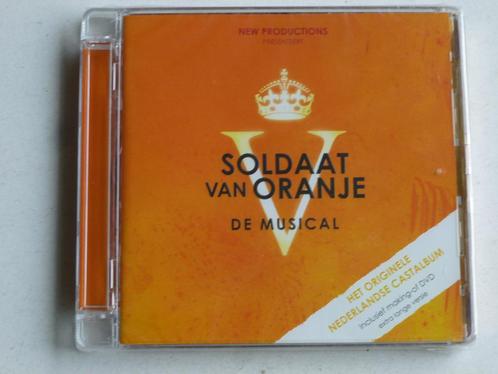 NEW PRODUCTIONS
PRESENTEERT
V
SOLDAAT
VAN ORANJE
DE MUSICAL
HET ORIGINELE
NEDERLANDSE CASTALBUM
inclusief making-of DVD
extra lange versie